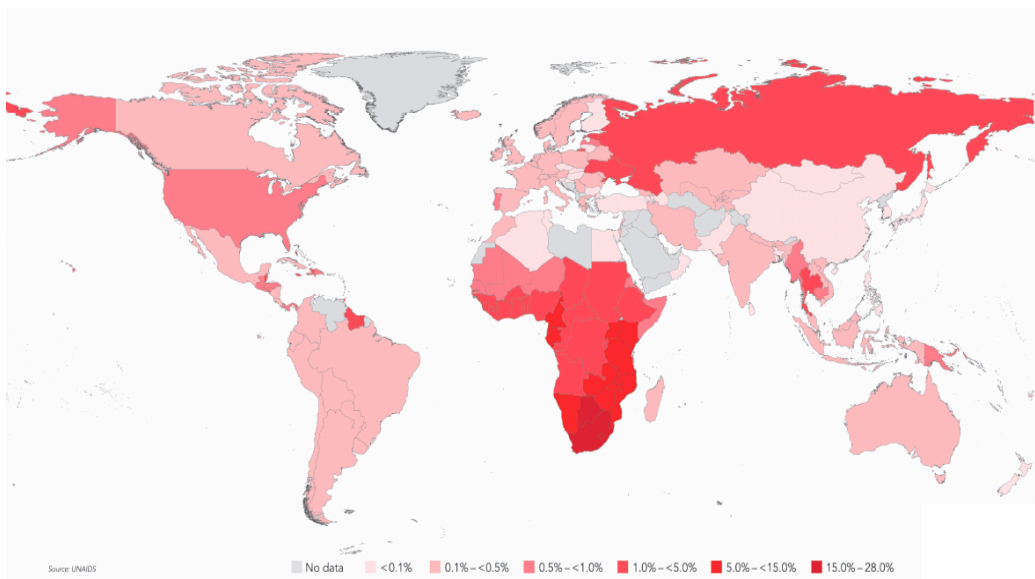 Source: UNAIDS
No data <0.1% 0.1% – <0.5% 0.5% – <1.0% 1.0% – <5.0% 5.0% – <15.0% 15.0% – 28.0%